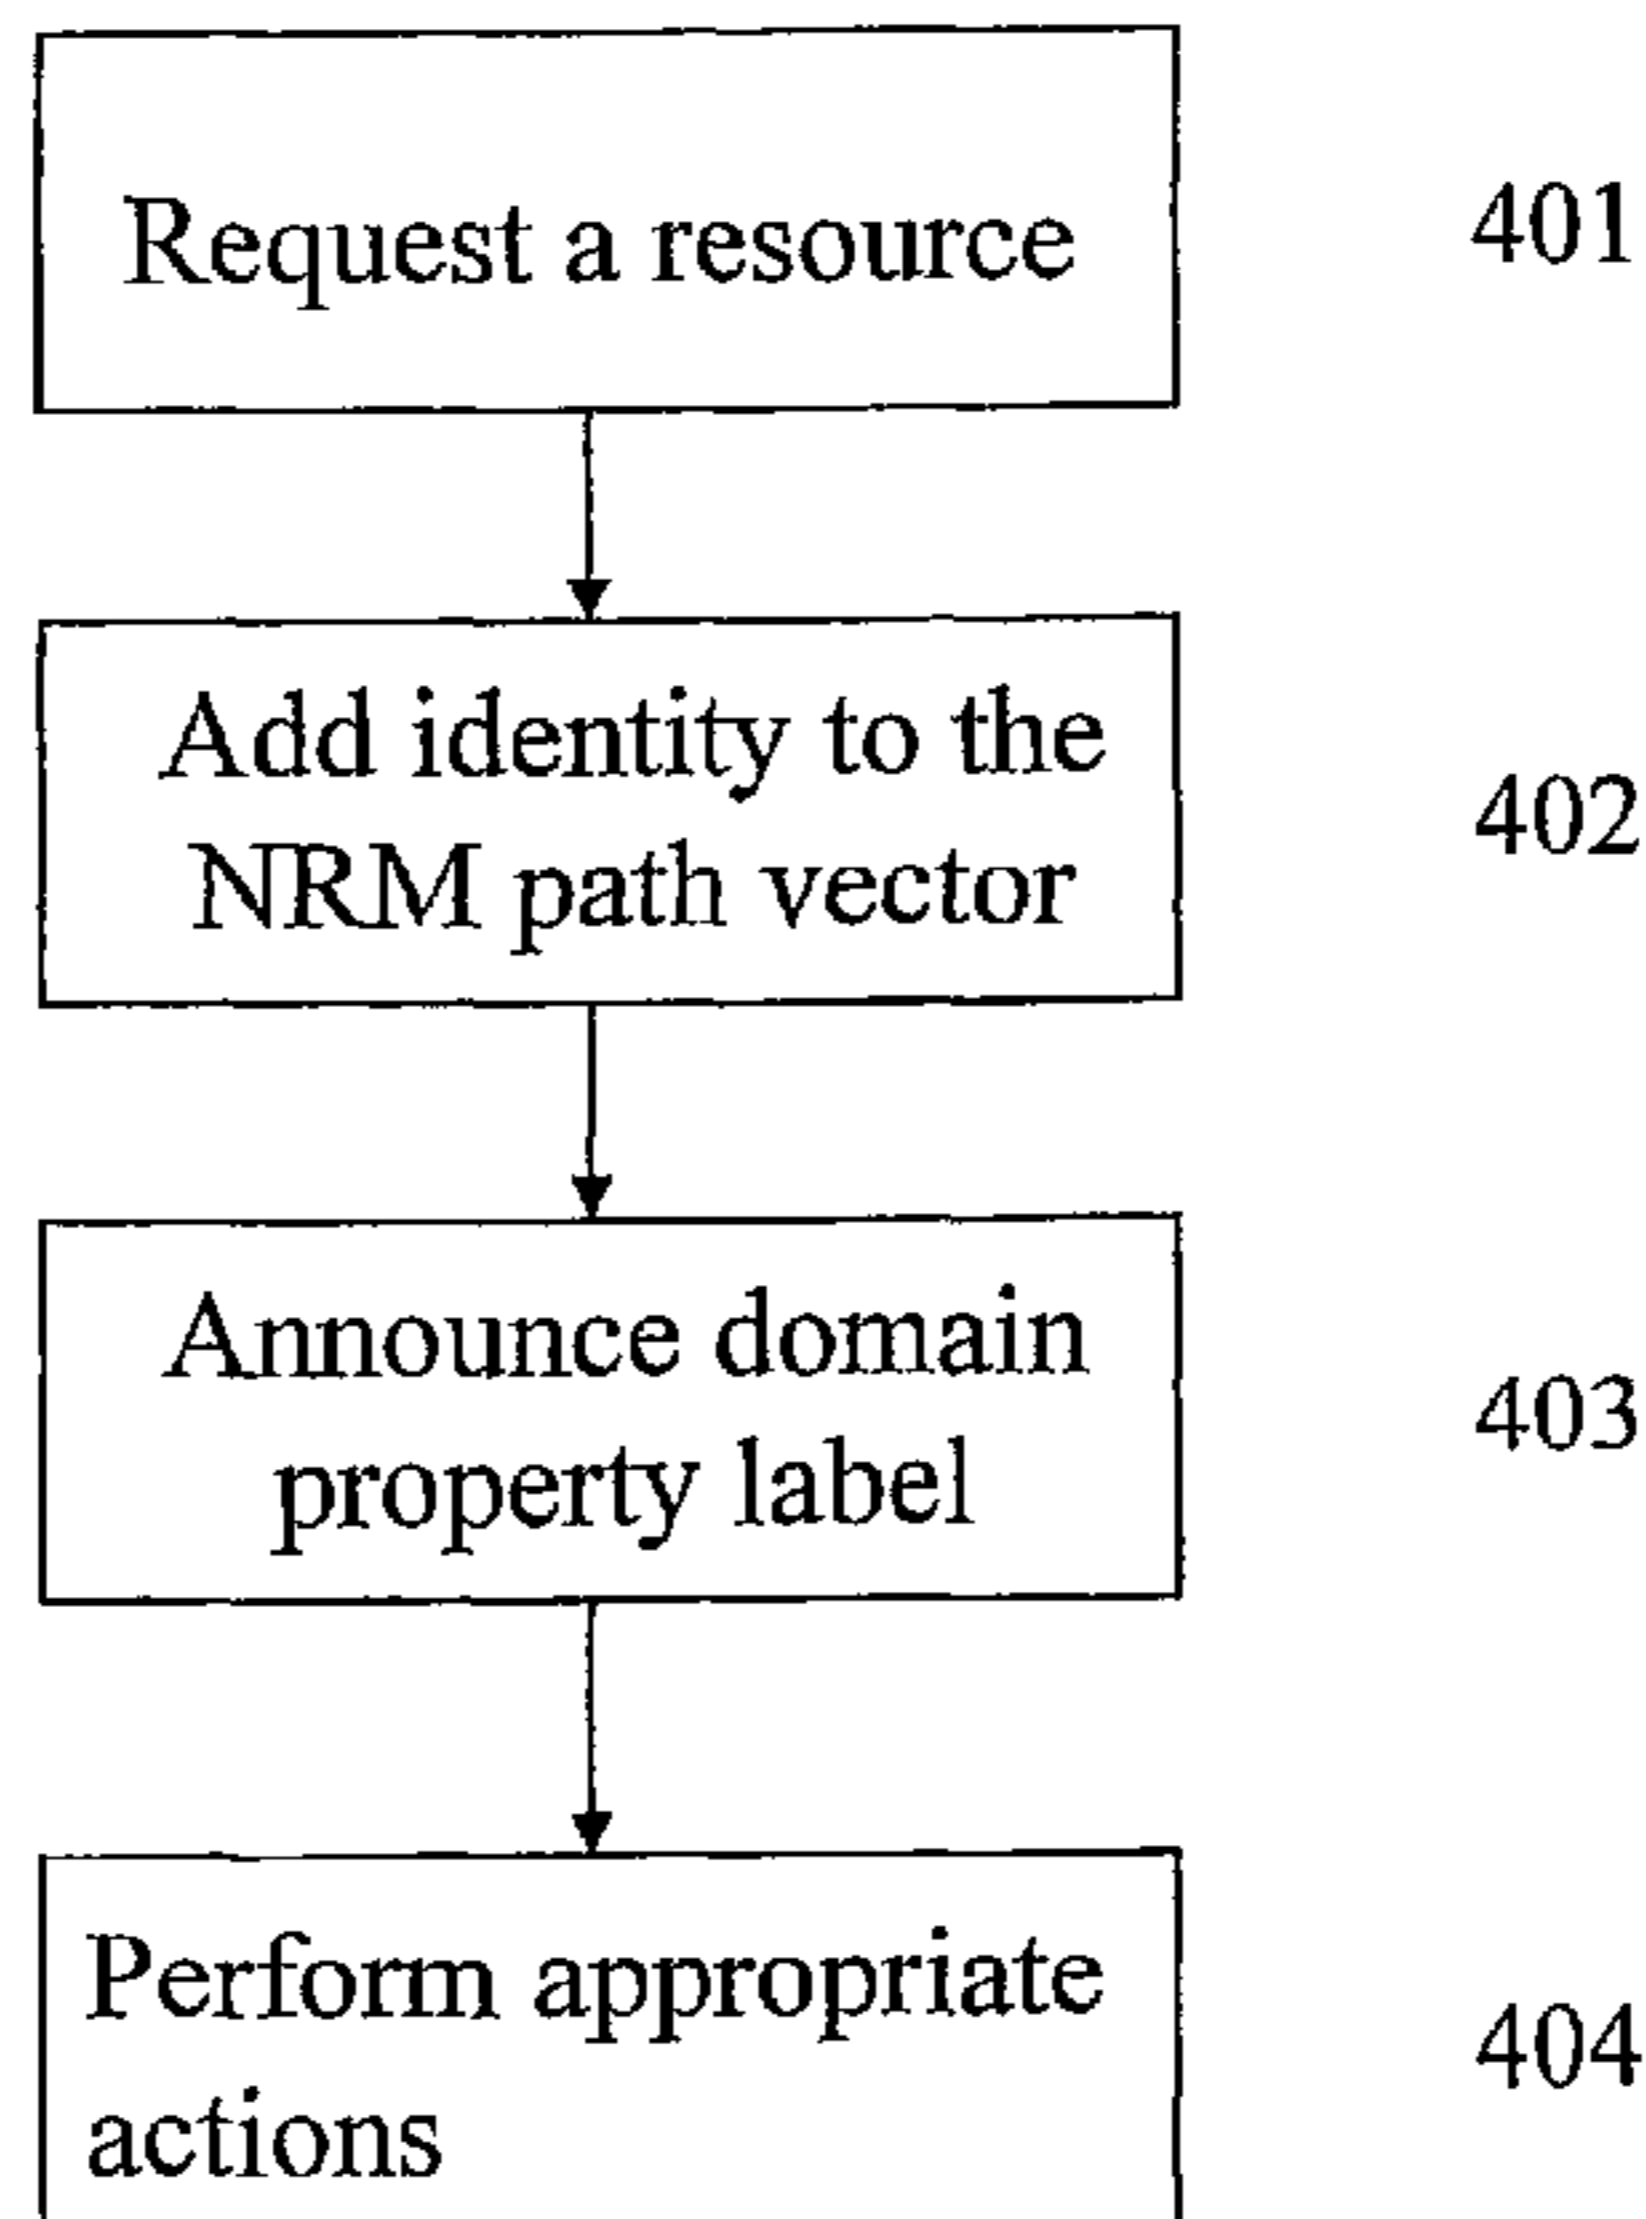 Request a resource
401
Add identity to the
NRM path vector
402
Announce domain
property label
403
Perform appropriate
actions
404